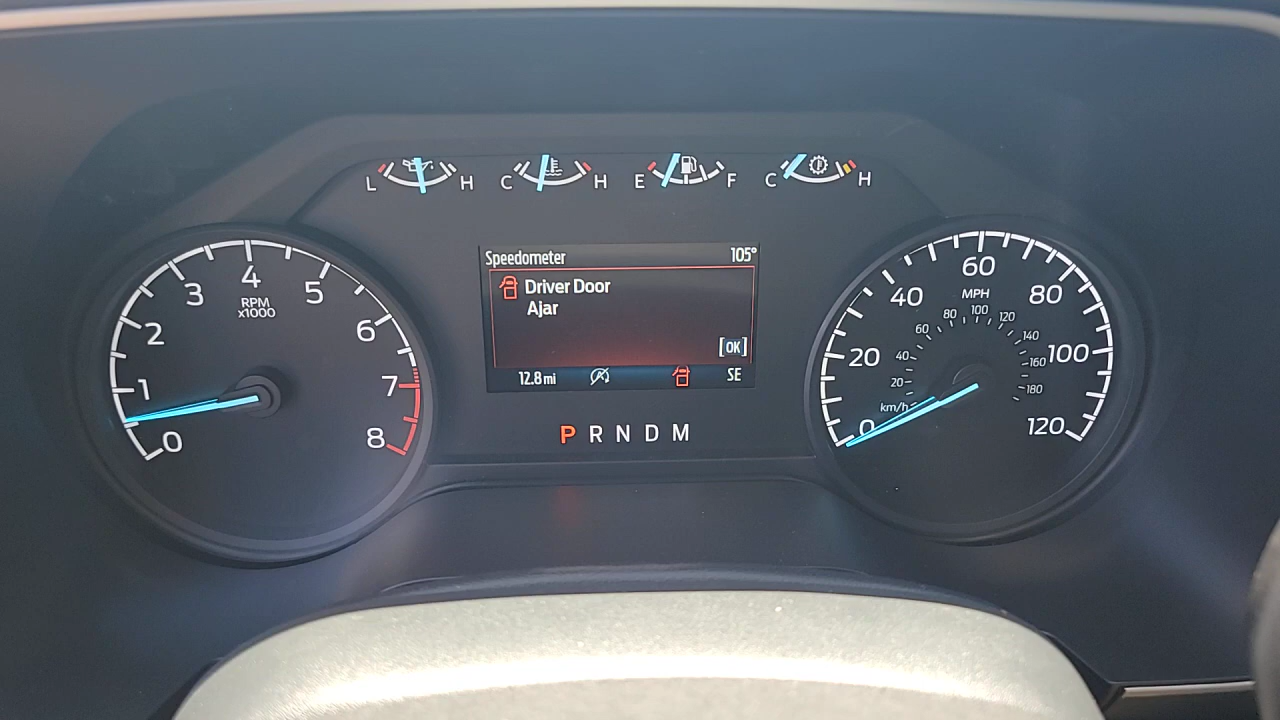 L H C H E F C H
Speedometer 105°
Driver Door
Ajar
[OK]
12.8 mi SE
P R N D M
0 1 2 3 4 5 6 7 8
RPM
x1000
0 20 40 60 80 100 120
MPH
20 40 60 80 100 120 140 160 180
km/h